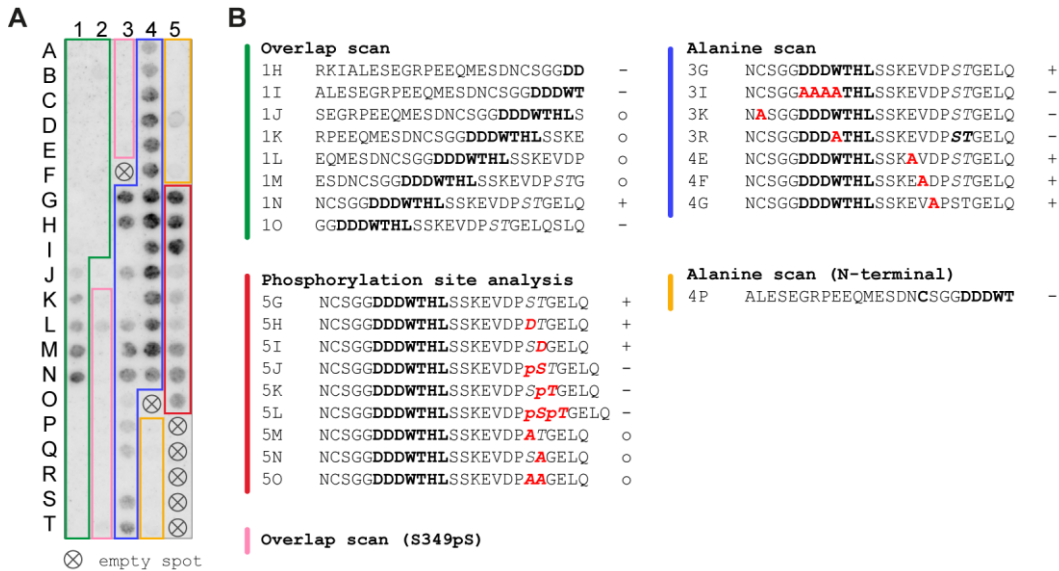 A
B
1 2 3 4 5
A
B
C
D
E
F
G
H
I
J
K
L
M
N
O
P
Q
R
S
T
⊗ empty spot
Overlap scan
1H RKIALESEGRPEEQMESDNCSGGDD −
1I ALESEGRPEEQMESDNCSGGDDDWT −
1J SEGRPEEQMESDNCSGGDDDWTHLS o
1K RPEEQMESDNCSGGDDDWTHLSSKE o
1L EQMESDNCSGGDDDWTHLSSKEVDP o
1M ESDNCSGGDDDWTHLSSKEVDPSTG o
1N NCSGGDDDWTHLSSKEVDPSTGELQ +
1O GGDDDWTHLSSKEVDPSTGELQSLQ −
Phosphorylation site analysis
5G NCSGGDDDWTHLSSKEVDPSTGELQ +
5H NCSGGDDDWTHLSSKEVDPDTGELQ +
5I NCSGGDDDWTHLSSKEVDPSDGELQ +
5J NCSGGDDDWTHLSSKEVDPpSTGELQ −
5K NCSGGDDDWTHLSSKEVDPSpTGELQ −
5L NCSGGDDDWTHLSSKEVDPpSpTGELQ −
5M NCSGGDDDWTHLSSKEVDPATGELQ o
5N NCSGGDDDWTHLSSKEVDPSAGELQ o
5O NCSGGDDDWTHLSSKEVDPAAGELQ o
Overlap scan (S349pS)
Alanine scan
3G NCSGGDDDWTHLSSKEVDPSTGELQ +
3I NCSGGAAAATHLSSKEVDPSTGELQ −
3K NASGGDDDWTHLSSKEVDPSTGELQ −
3R NCSGGDDDATHLSSKEVDPSTGELQ −
4E NCSGGDDDWTHLSSKAVDPSTGELQ +
4F NCSGGDDDWTHLSSKEADPSTGELQ +
4G NCSGGDDDWTHLSSKEVAPSTGELQ +
Alanine scan (N-terminal)
4P ALESEGRPEEQMESDNCSGGDDDWT −